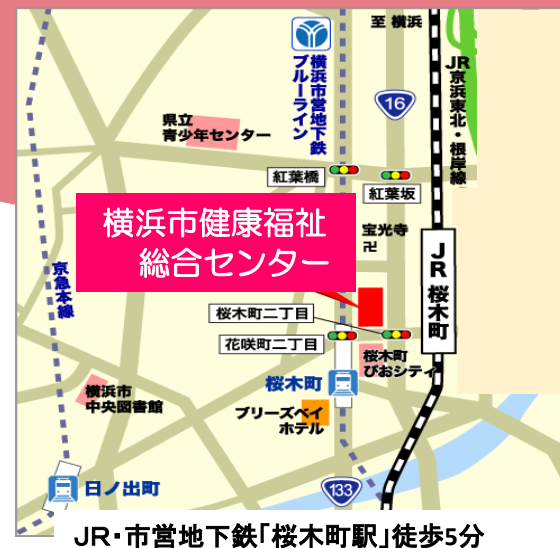 至 横浜
横浜市営地下鉄
ブルーライン
JR京浜東北・根岸線
16
県立
青少年センター
紅葉橋
紅葉坂
横浜市健康福祉
総合センター
宝光寺
卍
JR桜木町
京急本線
桜木町二丁目
花咲町二丁目
桜木町
ぴおシティ
桜木町
横浜市
中央図書館
ブリーズベイ
ホテル
日ノ出町
133
JR・市営地下鉄「桜木町駅」徒歩5分